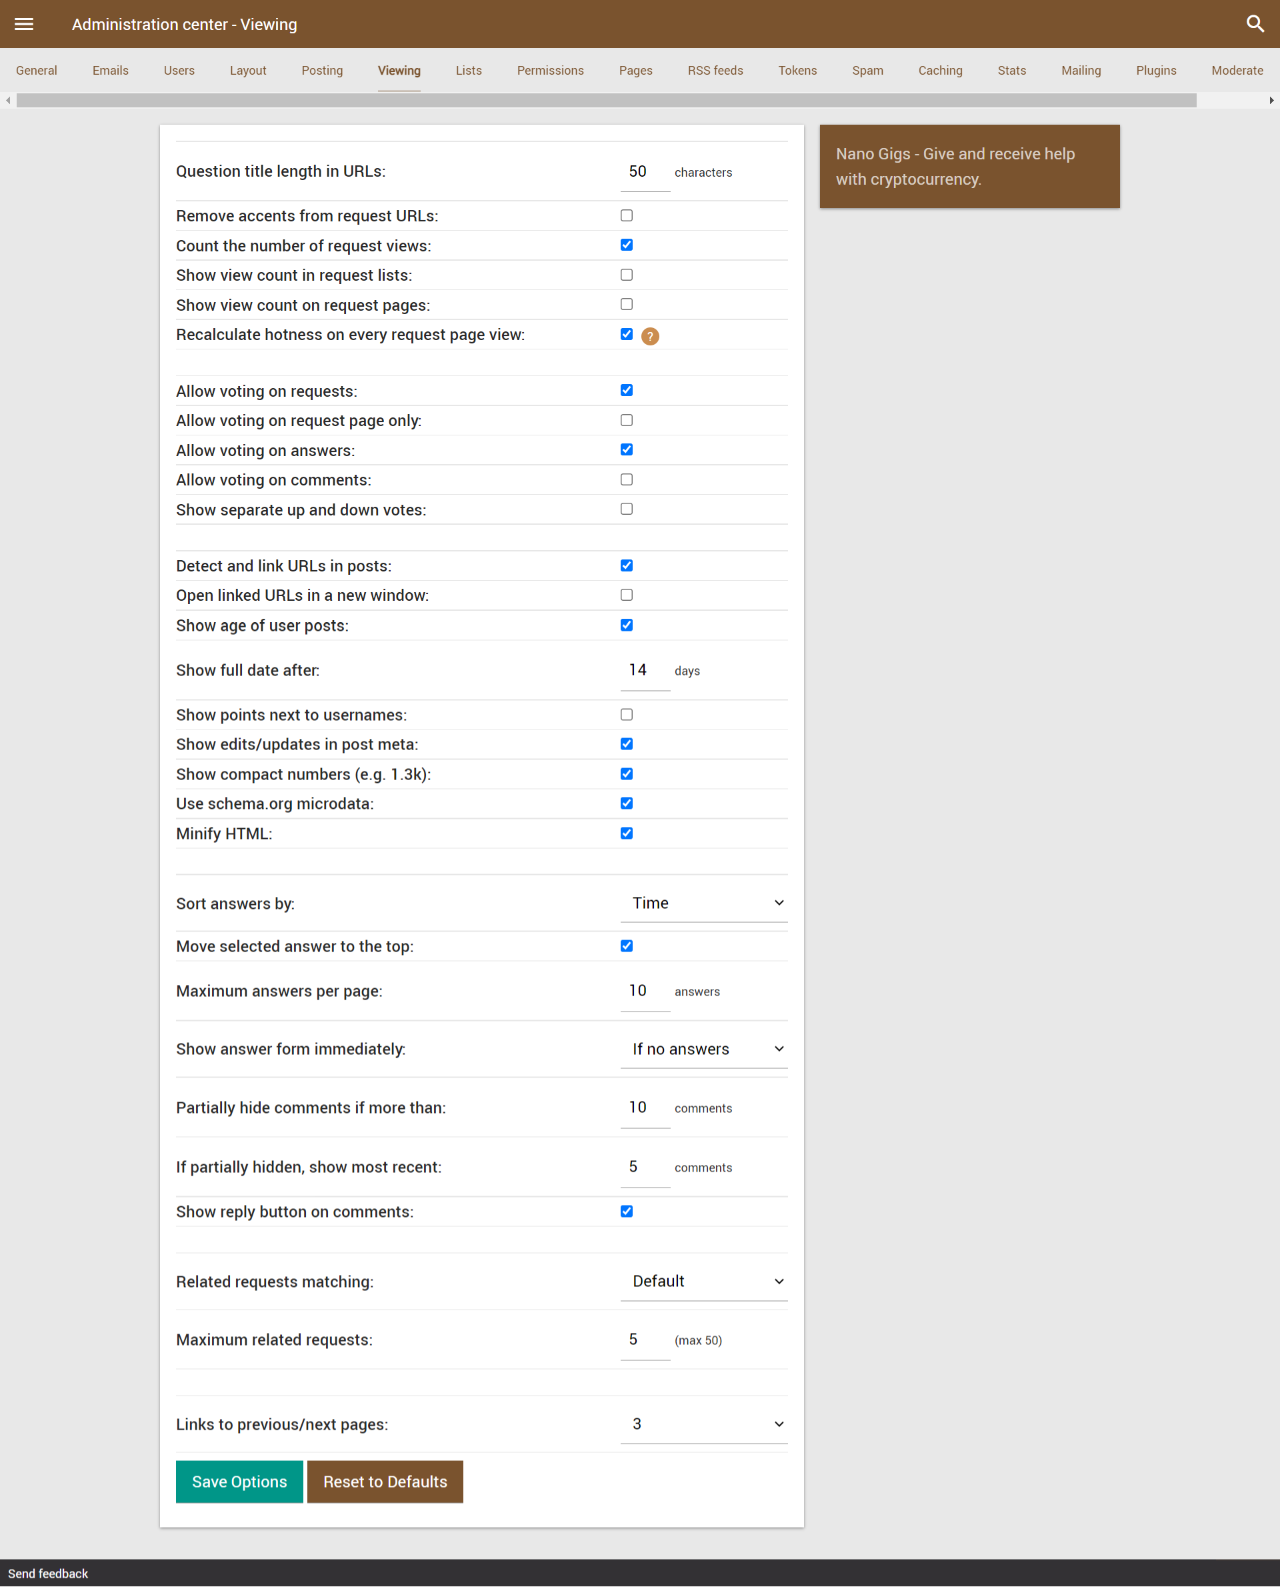 Administration center - Viewing
General Emails Users Layout Posting Viewing Lists Permissions Pages RSS feeds Tokens Spam Caching Stats Mailing Plugins Moderate
Question title length in URLs: 50 characters
Remove accents from request URLs:
Count the number of request views:
Show view count in request lists:
Show view count on request pages:
Recalculate hotness on every request page view: ?
Allow voting on requests:
Allow voting on request page only:
Allow voting on answers:
Allow voting on comments:
Show separate up and down votes:
Detect and link URLs in posts:
Open linked URLs in a new window:
Show age of user posts:
Show full date after: 14 days
Show points next to usernames:
Show edits/updates in post meta:
Show compact numbers (e.g. 1.3k):
Use schema.org microdata:
Minify HTML:
Sort answers by: Time
Move selected answer to the top:
Maximum answers per page: 10 answers
Show answer form immediately: If no answers
Partially hide comments if more than: 10 comments
If partially hidden, show most recent: 5 comments
Show reply button on comments:
Related requests matching: Default
Maximum related requests: 5 (max 50)
Links to previous/next pages: 3
Save Options Reset to Defaults
Nano Gigs - Give and receive help
with cryptocurrency.
Send feedback